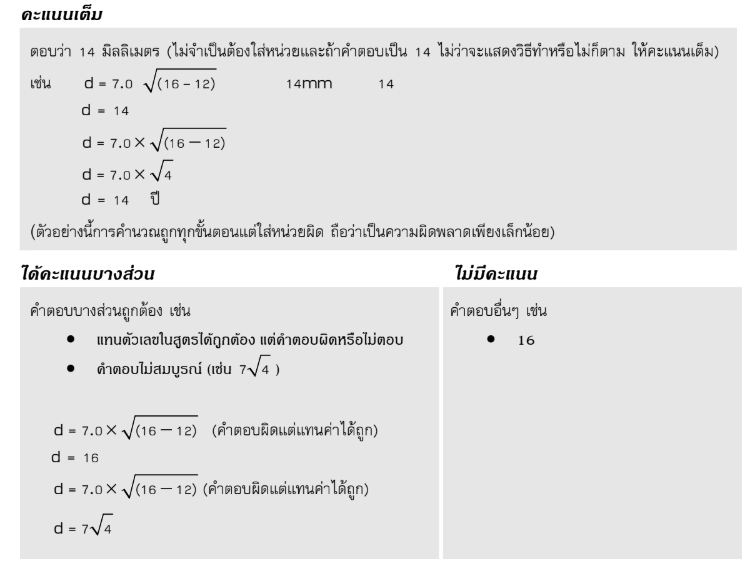 คะแนนเต็ม
ตอบว่า 14 มิลลิเมตร (ไม่จำเป็นต้องใส่หน่วยและถ้าคำตอบเป็น 14 ไม่ว่าจะแสดงวิธีทำหรือไม่ก็ตาม ให้คะแนนเต็ม)
เช่น d = 7.0 √(16 – 12) 14mm 14
d = 14
d = 7.0 × √(16 − 12)
d = 7.0 × √4
d = 14 ปี
(ตัวอย่างนี้การคำนวณถูกทุกขั้นตอนแต่ใส่หน่วยผิด ถือว่าเป็นความผิดพลาดเพียงเล็กน้อย)
ได้คะแนนบางส่วน
คำตอบบางส่วนถูกต้อง เช่น
• แทนตัวเลขในสูตรได้ถูกต้อง แต่คำตอบผิดหรือไม่ตอบ
• คำตอบไม่สมบูรณ์ (เช่น 7√4 )
d = 7.0 × √(16 − 12) (คำตอบผิดแต่แทนค่าได้ถูก)
d = 16
d = 7.0 × √(16 − 12) (คำตอบผิดแต่แทนค่าได้ถูก)
d = 7√4
ไม่มีคะแนน
คำตอบอื่นๆ เช่น
• 16